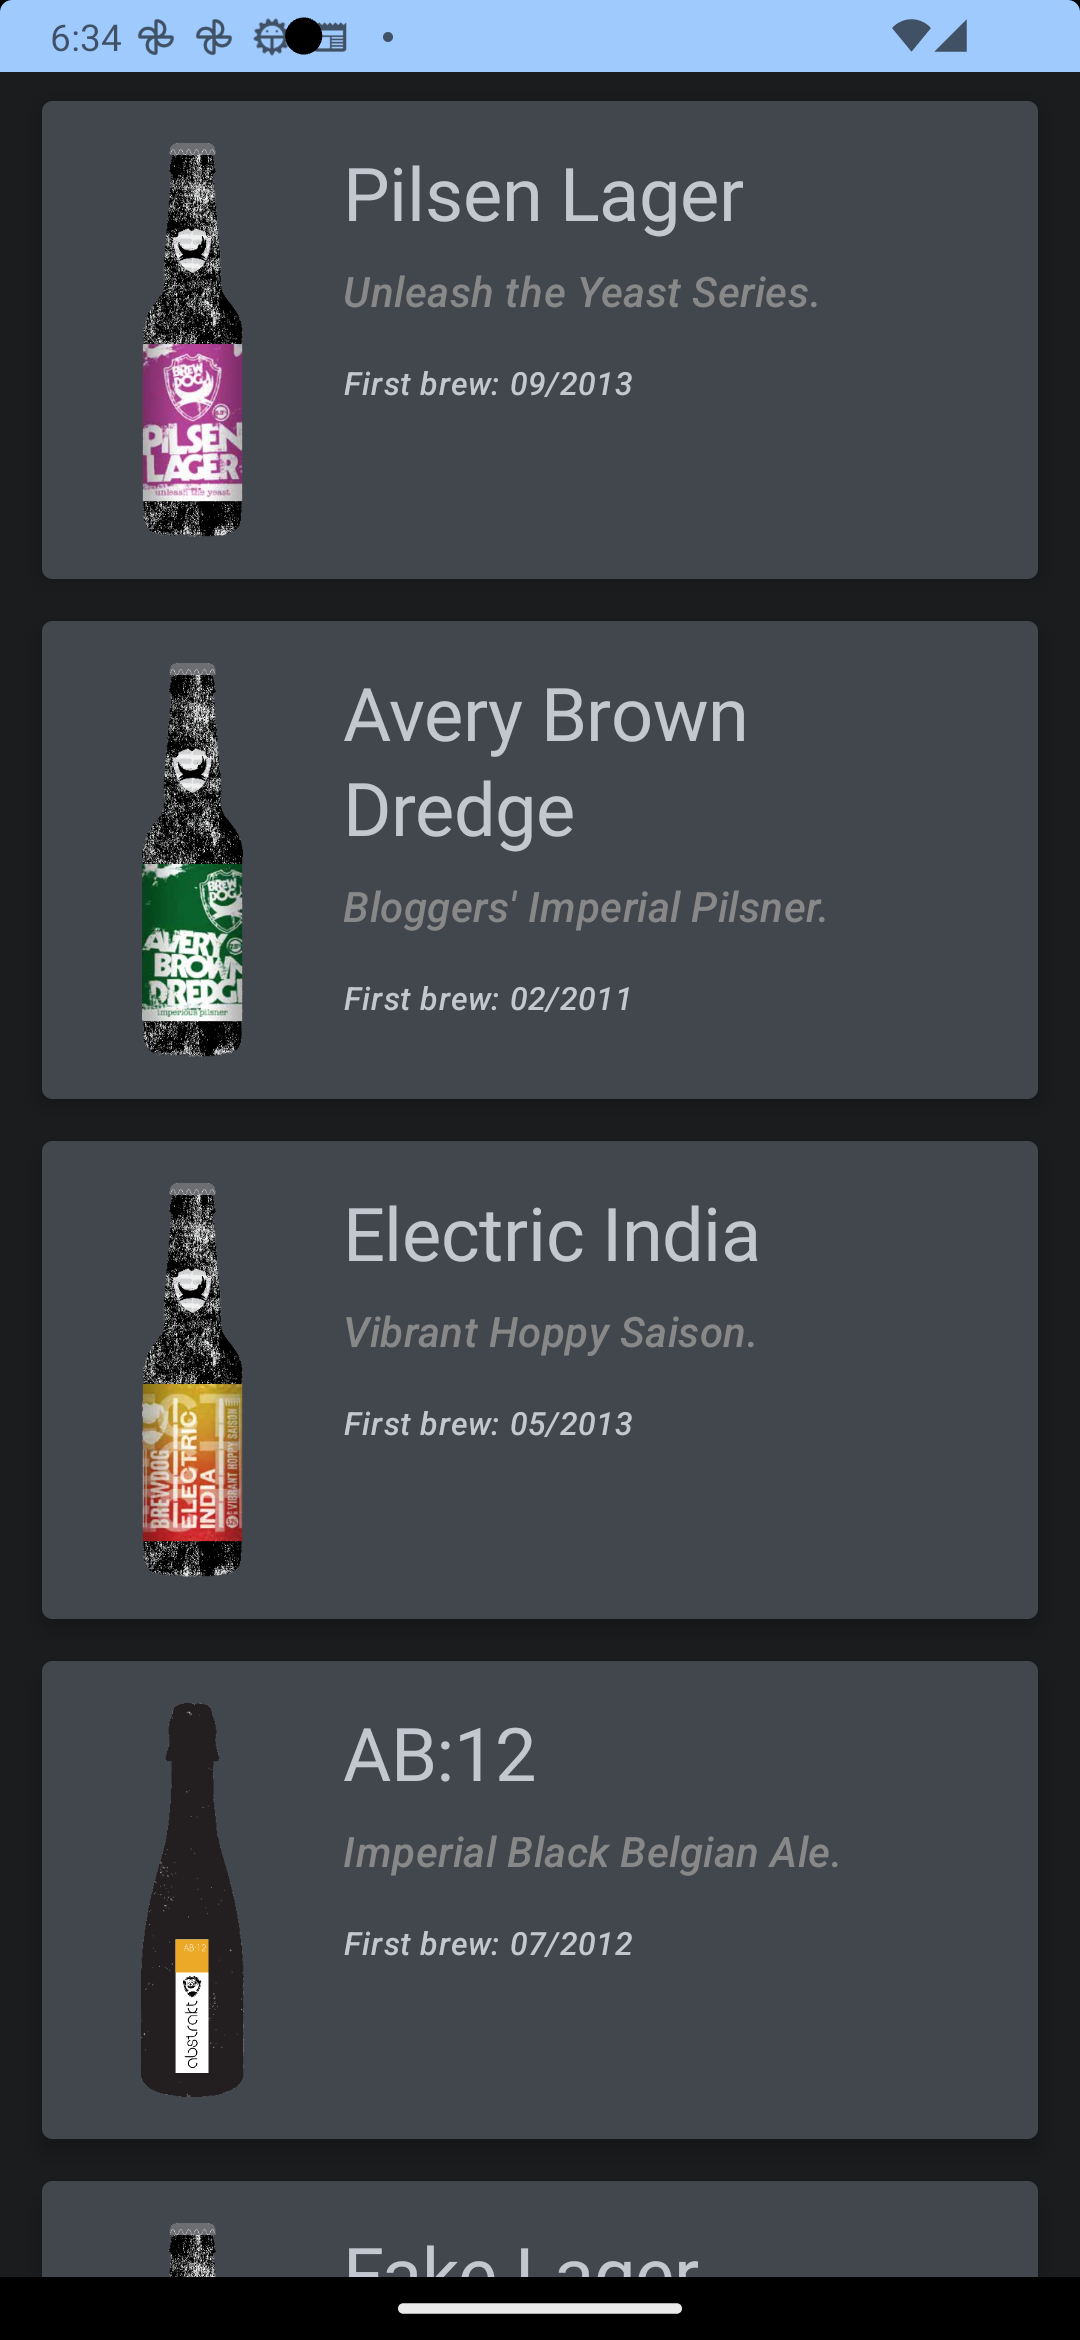 6:34
Pilsen Lager
Unleash the Yeast Series.
First brew: 09/2013
BREW
DOG
PILSEN
LAGER
unleash the yeast
Avery Brown
Dredge
Bloggers' Imperial Pilsner.
First brew: 02/2011
BREW
DOG
AVERY
BROWN
DREDGE
imperious pilsner
Electric India
Vibrant Hoppy Saison.
First brew: 05/2013
BREWDOG
ELECTRIC
INDIA
VIBRANT HOPPY SAISON
AB:12
Imperial Black Belgian Ale.
First brew: 07/2012
AB:12
abstrakt
Fake Lager